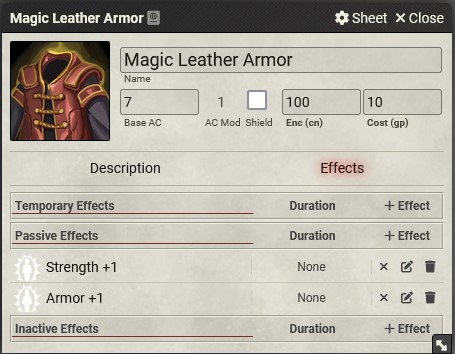 Magic Leather Armor Sheet Close
Magic Leather Armor
Name
7 1 100 10
Base AC AC Mod Shield Enc (cn) Cost (gp)
Description Effects
Temporary Effects Duration + Effect
Passive Effects Duration + Effect
Strength +1 None
Armor +1 None
Inactive Effects Duration + Effect